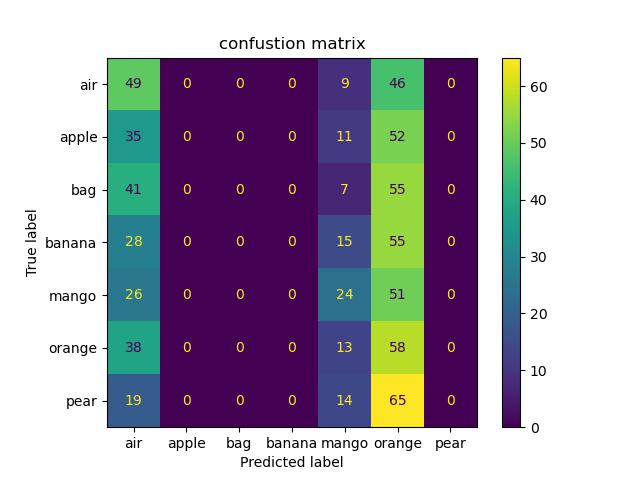 confustion matrix
air 49 0 0 0 9 46 0
apple 35 0 0 0 11 52 0
bag 41 0 0 0 7 55 0
banana 28 0 0 0 15 55 0
mango 26 0 0 0 24 51 0
orange 38 0 0 0 13 58 0
pear 19 0 0 0 14 65 0
air apple bag banana mango orange pear
Predicted label
True label
60
50
40
30
20
10
0